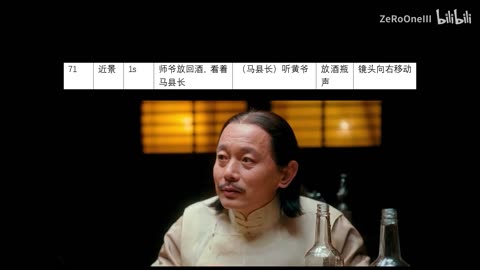 ZeRoOneIII bilibili
71 近景 1s 师爷放回酒, 看着 (马县长) 听黄爷 放酒瓶 镜头向右移动
马县长 声